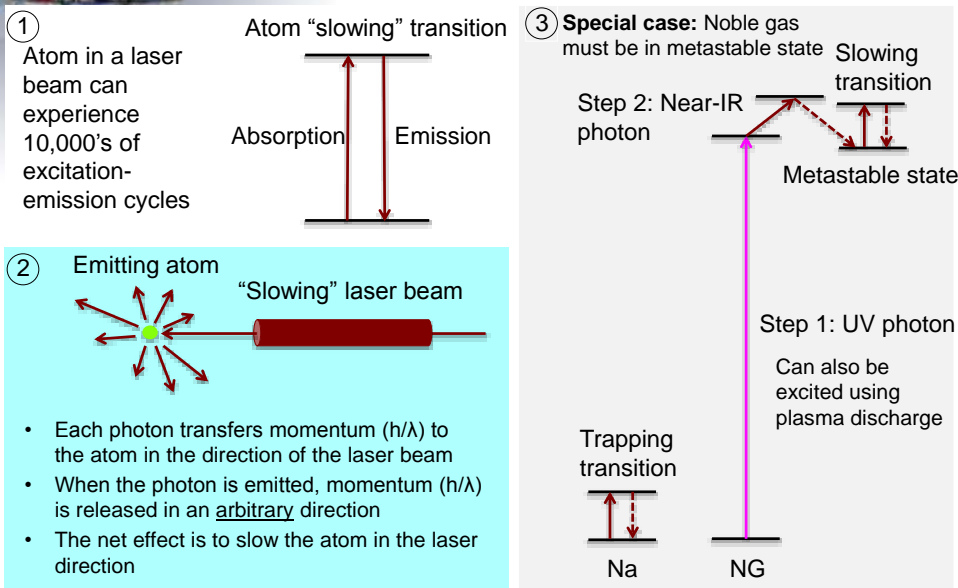 1
Atom in a laser
beam can
experience
10,000's of
excitation-
emission cycles
Atom “slowing” transition
Absorption
Emission
2
Emitting atom
“Slowing” laser beam
• Each photon transfers momentum (h/λ) to
the atom in the direction of the laser beam
• When the photon is emitted, momentum (h/λ)
is released in an arbitrary direction
• The net effect is to slow the atom in the laser
direction
3
Special case: Noble gas
must be in metastable state
Slowing
transition
Step 2: Near-IR
photon
Metastable state
Step 1: UV photon
Can also be
excited using
plasma discharge
Trapping
transition
Na
NG